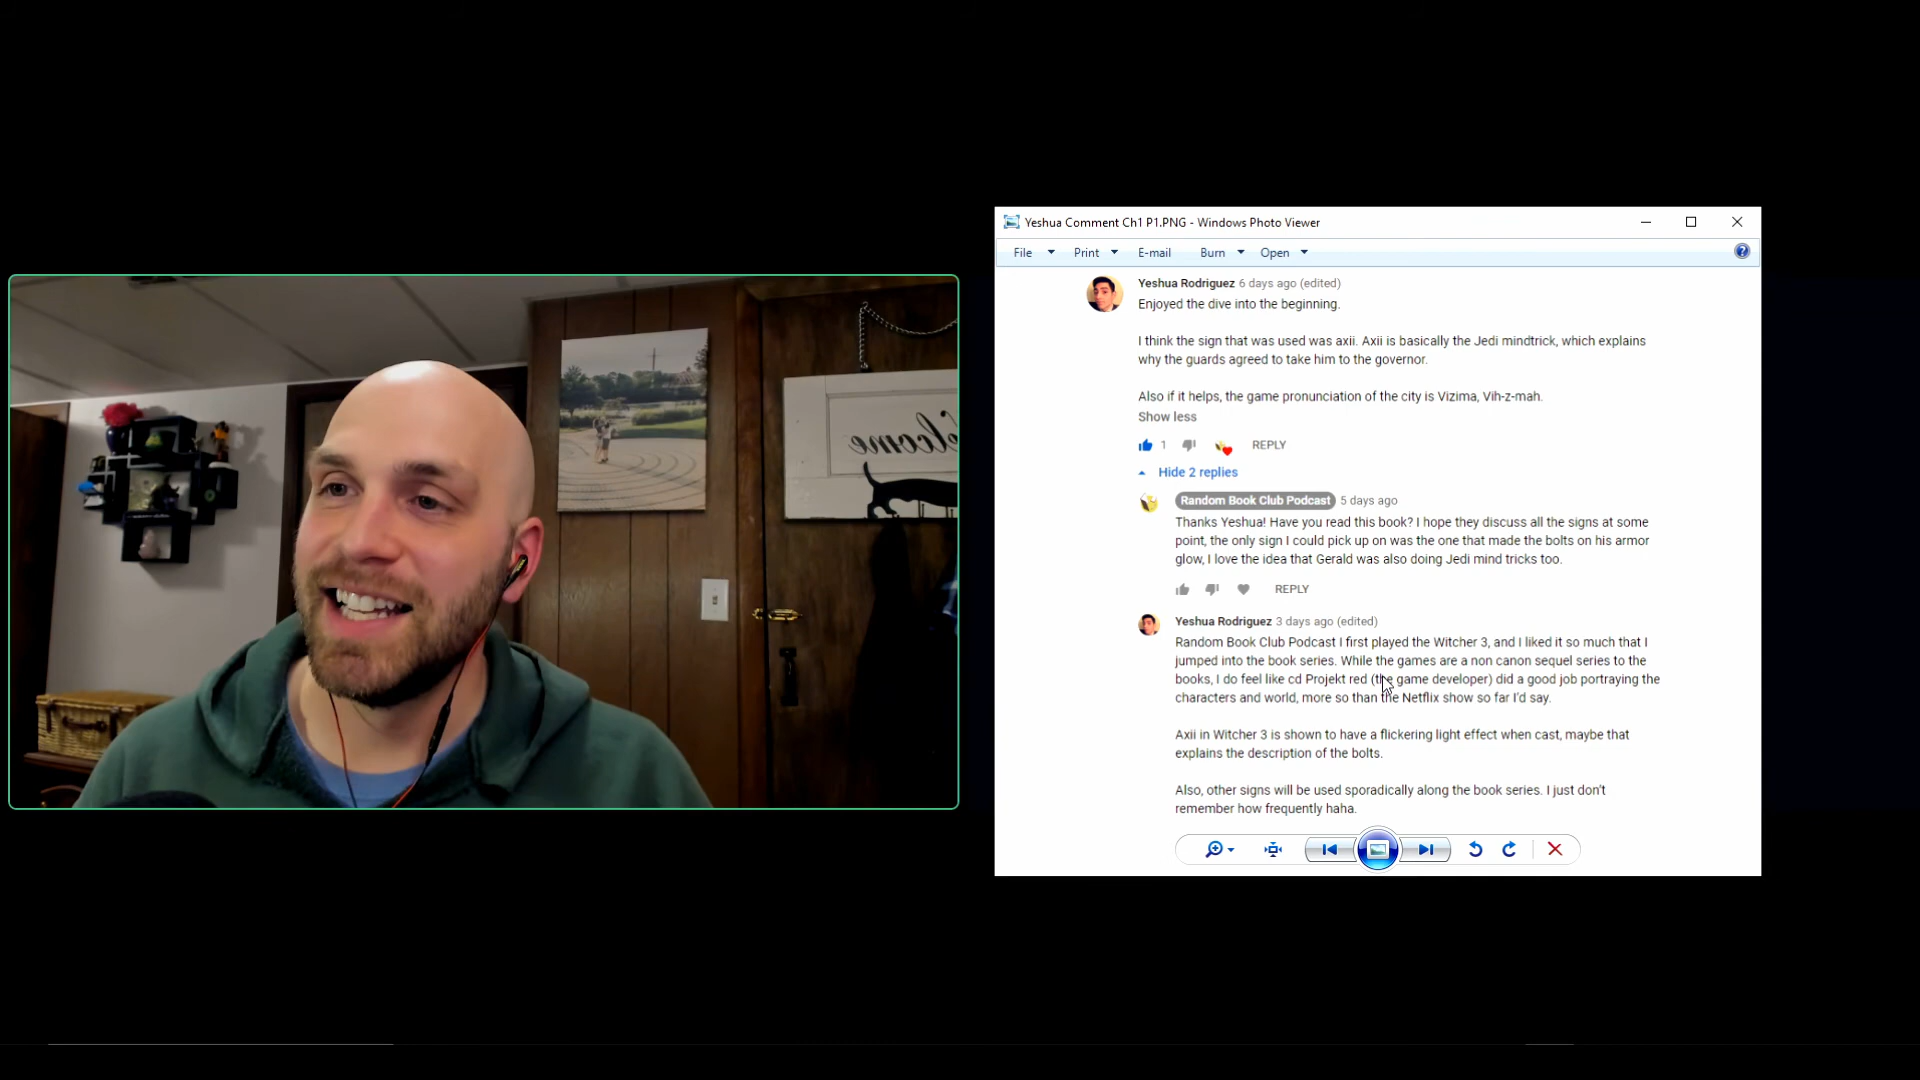 Welcome
Yeshua Comment Ch1 P1.PNG - Windows Photo Viewer
File Print E-mail Burn Open
Yeshua Rodriguez 6 days ago (edited)
Enjoyed the dive into the beginning.
I think the sign that was used was axii. Axii is basically the Jedi mindtrick, which explains
why the guards agreed to take him to the governor.
Also if it helps, the game pronunciation of the city is Vizima, Vih-z-mah.
Show less
1 REPLY
Hide 2 replies
Random Book Club Podcast 5 days ago
Thanks Yeshua! Have you read this book? I hope they discuss all the signs at some
point, the only sign I could pick up on was the one that made the bolts on his armor
glow, I love the idea that Gerald was also doing Jedi mind tricks too.
REPLY
Yeshua Rodriguez 3 days ago (edited)
Random Book Club Podcast I first played the Witcher 3, and I liked it so much that I
jumped into the book series. While the games are a non canon sequel series to the
books, I do feel like cd Projekt red (the game developer) did a good job portraying the
characters and world, more so than the Netflix show so far I'd say.
Axii in Witcher 3 is shown to have a flickering light effect when cast, maybe that
explains the description of the bolts.
Also, other signs will be used sporadically along the book series. I just don't
remember how frequently haha.